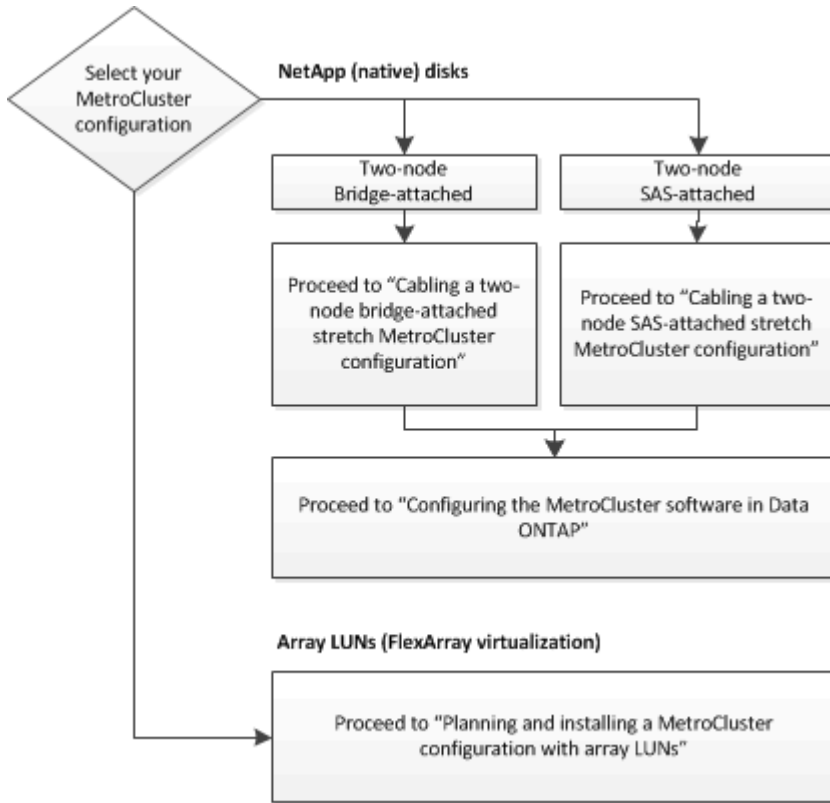 Select your
MetroCluster
configuration
NetApp (native) disks
Two-node
Bridge-attached
Two-node
SAS-attached
Proceed to “Cabling a two-
node bridge-attached
stretch MetroCluster
configuration”
Proceed to “Cabling a two-
node SAS-attached stretch
MetroCluster configuration”
Proceed to “Configuring the MetroCluster software in Data
ONTAP”
Array LUNs (FlexArray virtualization)
Proceed to “Planning and installing a MetroCluster
configuration with array LUNs”